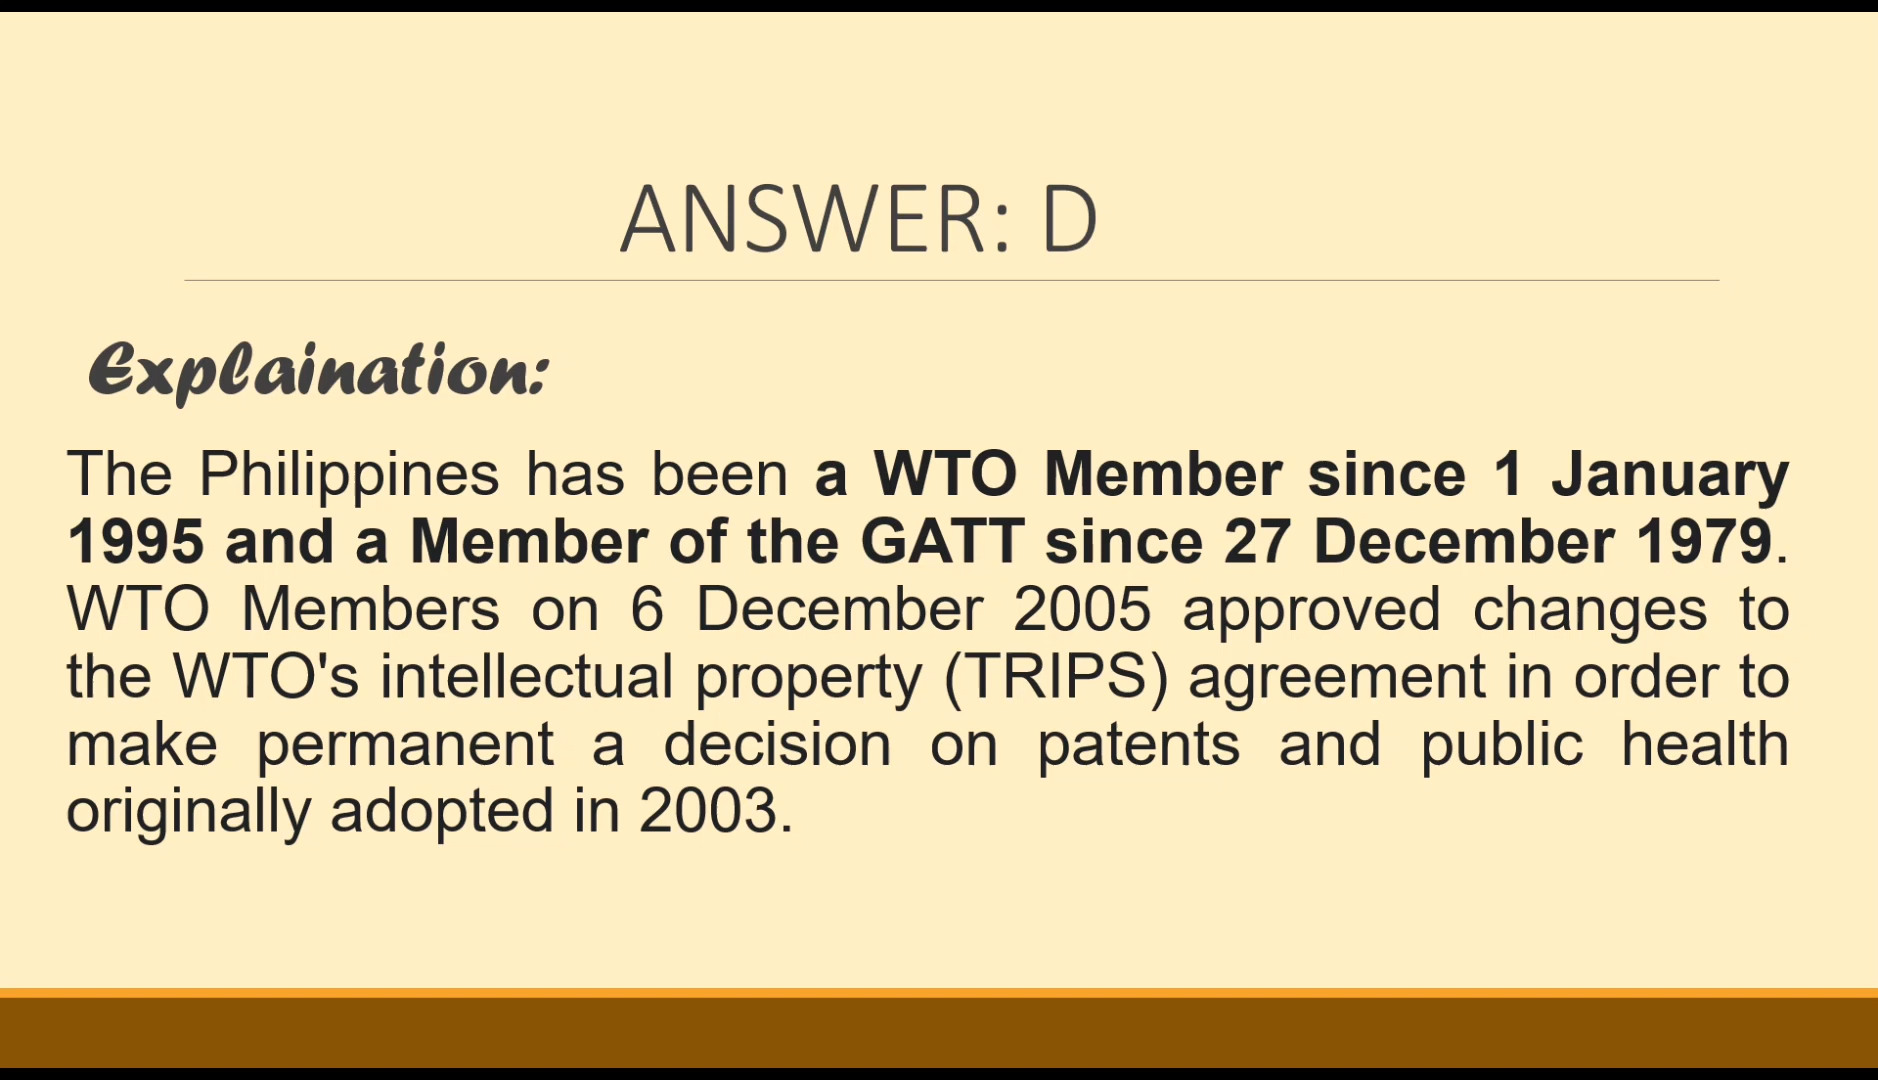 ANSWER: D
Explaination:
The Philippines has been a WTO Member since 1 January
1995 and a Member of the GATT since 27 December 1979.
WTO Members on 6 December 2005 approved changes to
the WTO's intellectual property (TRIPS) agreement in order to
make permanent a decision on patents and public health
originally adopted in 2003.